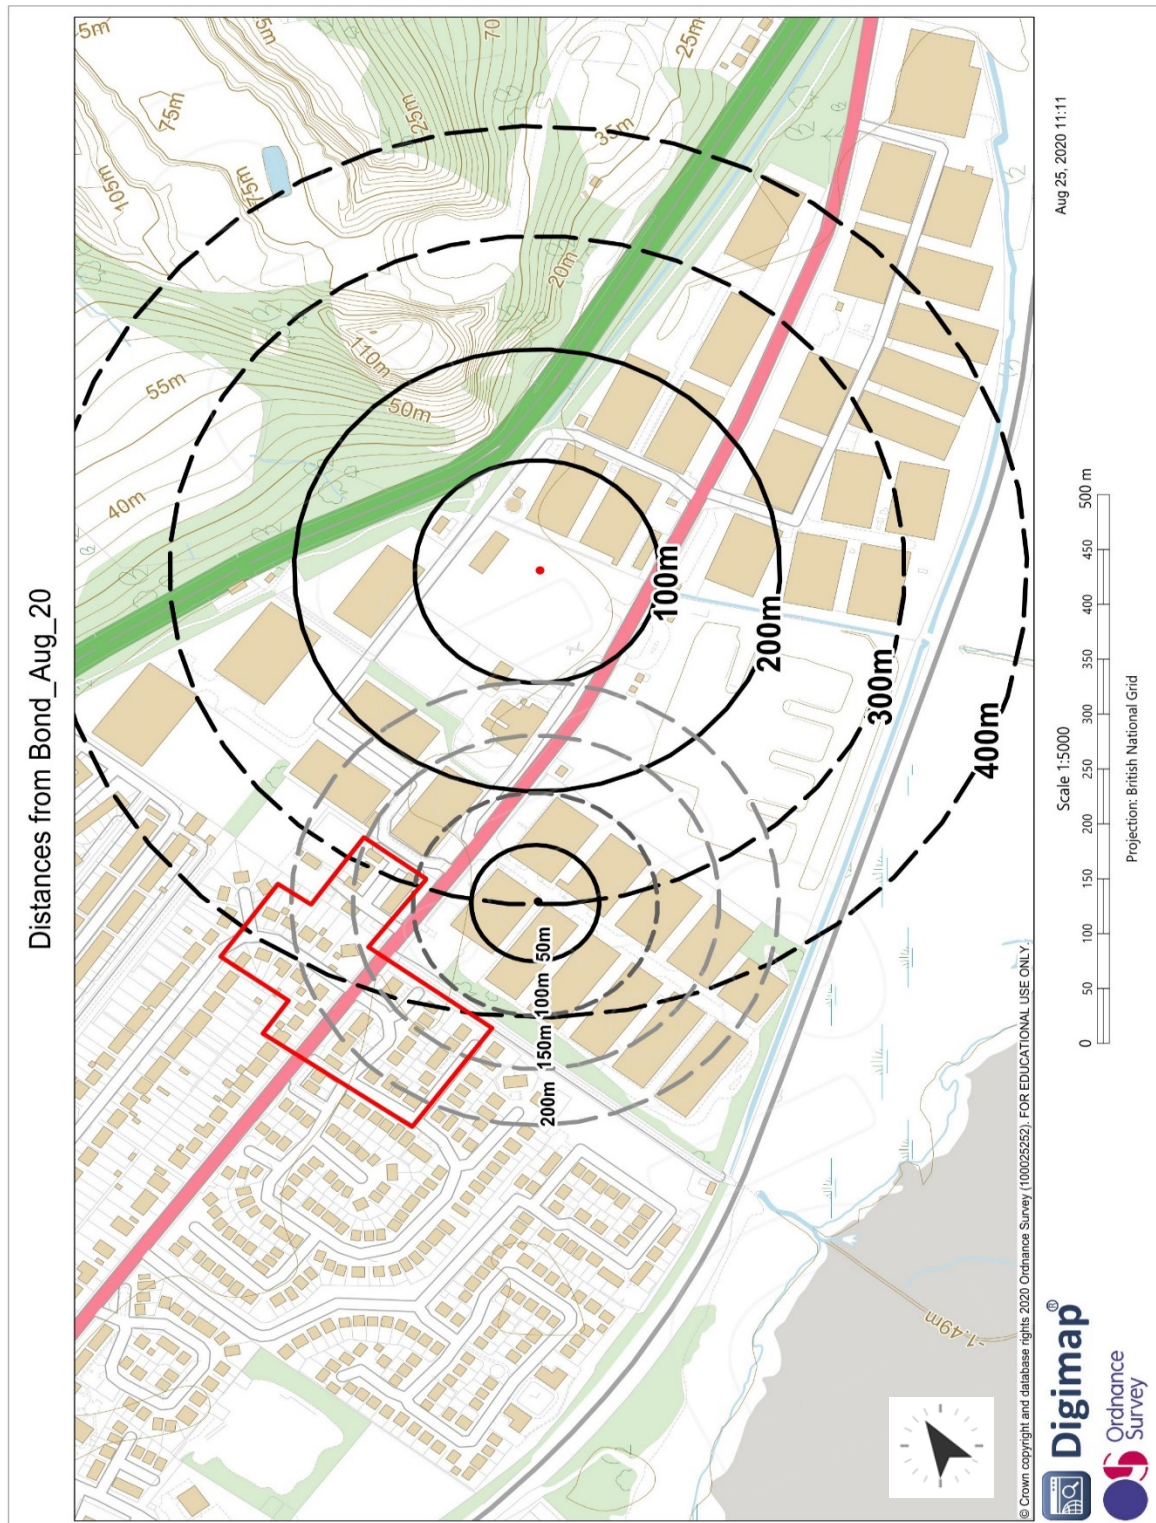 Distances from Bond_Aug_20
5m
75m
105m
75m
5m
70
25m
25m
35m
20m
110m
50m
55m
40m
100m
200m
300m
400m
50m
100m
150m
200m
-1.49m
Aug 25, 2020 11:11
Scale 1:5000
0 50 100 150 200 250 300 350 400 450 500 m
Projection: British National Grid
© Crown copyright and database rights 2020 Ordnance Survey (100025252). FOR EDUCATIONAL USE ONLY.
Digimap®
OS Ordnance
Survey